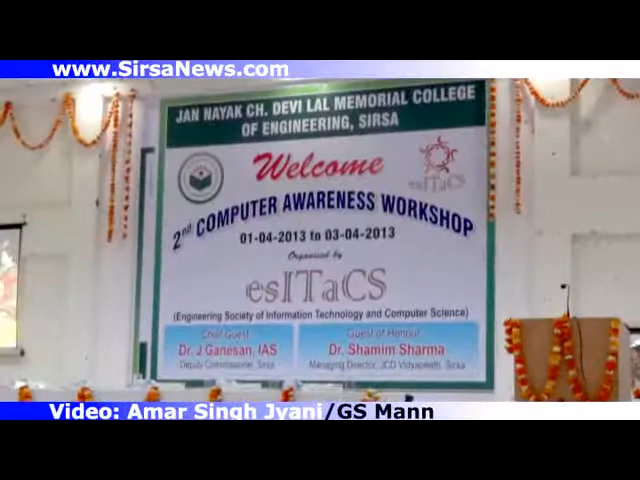 www.SirsaNews.com
JAN NAYAK CH. DEVI LAL MEMORIAL COLLEGE
OF ENGINEERING, SIRSA
Welcome
esITaCS
2nd COMPUTER AWARENESS WORKSHOP
01-04-2013 to 03-04-2013
Organised by
esITaCS
(Engineering Society of Information Technology and Computer Science)
Chief Guest
Dr. J Ganesan, IAS
Deputy Commissioner, Sirsa
Guest of Honour
Dr. Shamim Sharma
Managing Director, JCD Vidyapeeth, Sirsa
Video: Amar Singh Jyani/GS Mann